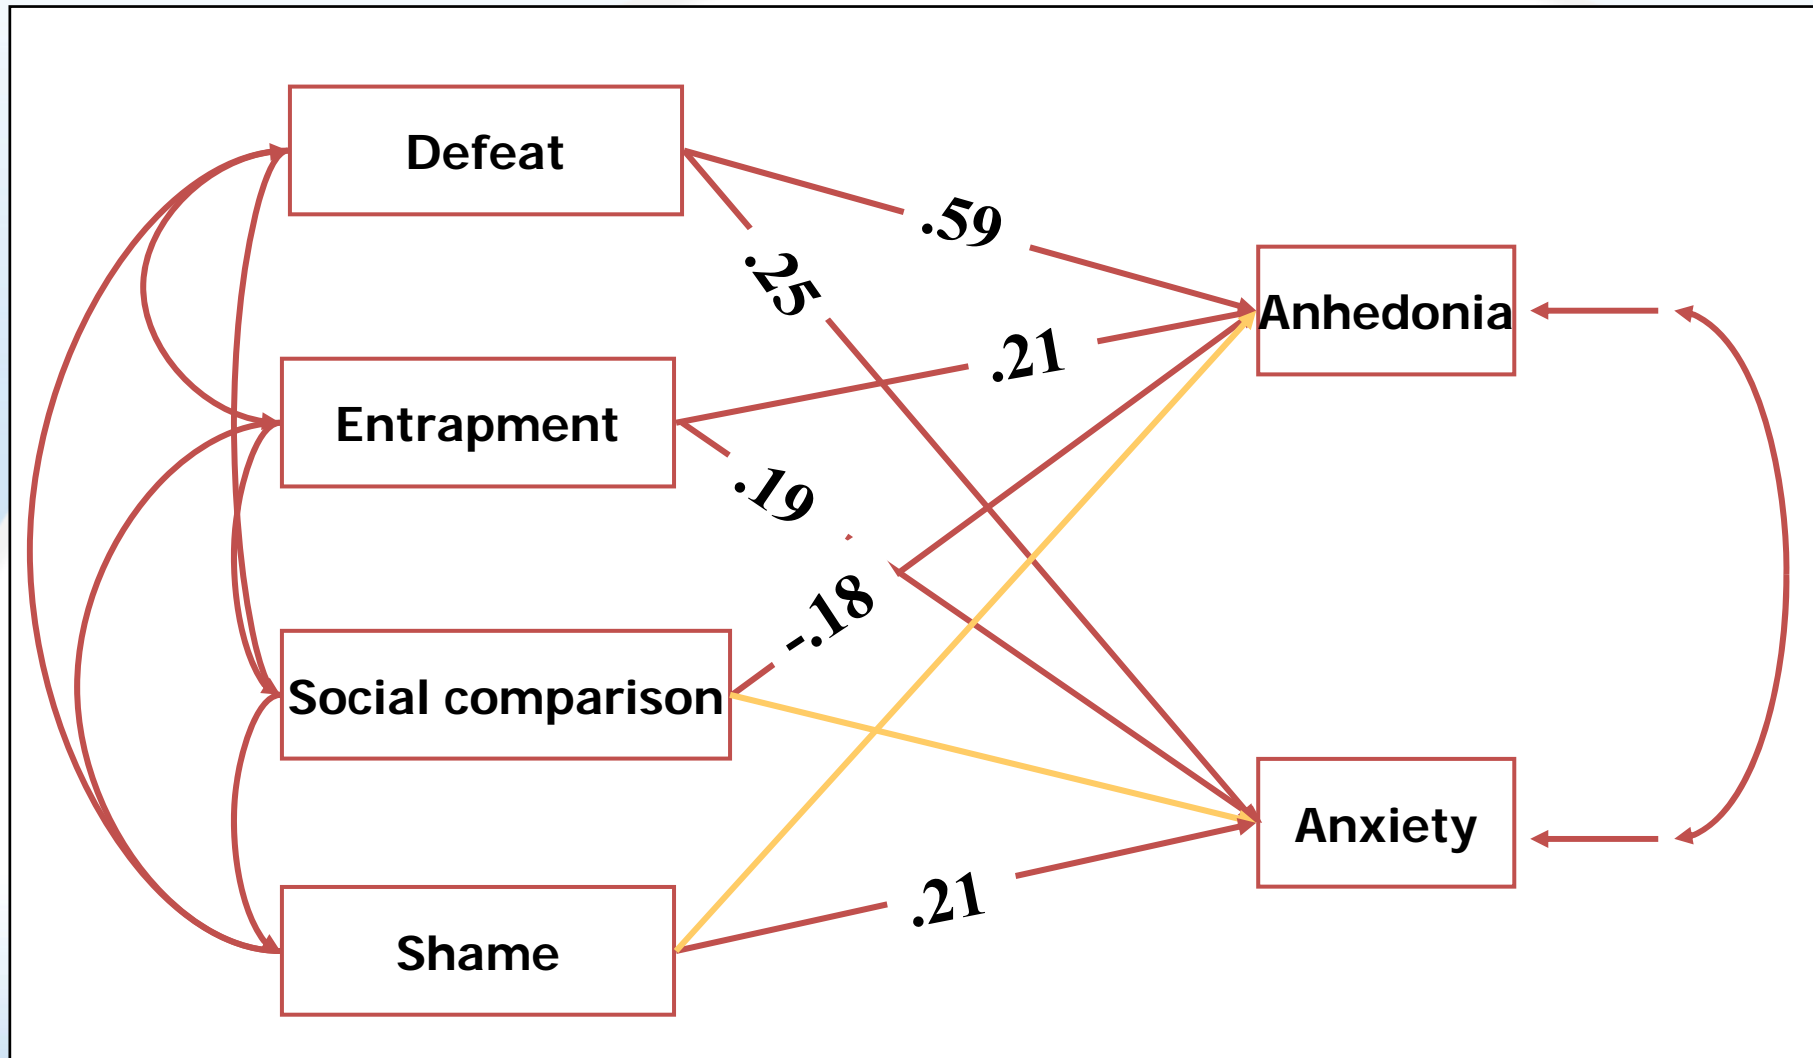 Defeat
.59
.25
Anhedonia
.21
Entrapment
.19
-.18
Social comparison
Anxiety
.21
Shame